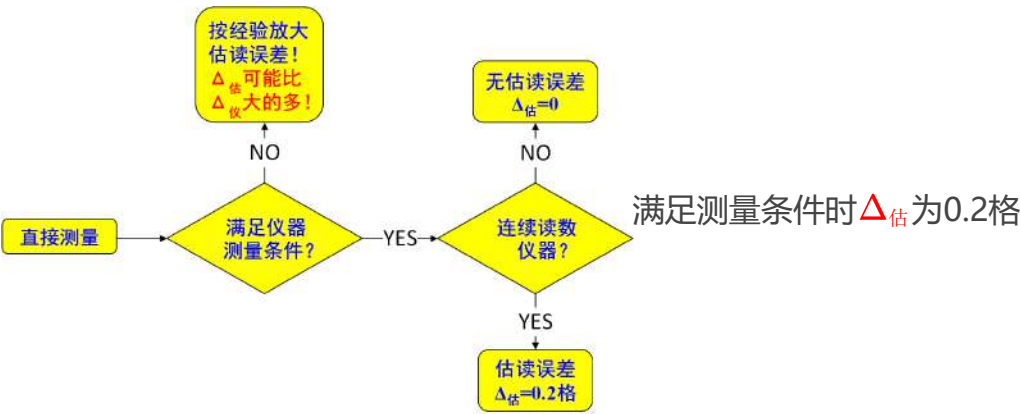 按经验放大
估读误差！
Δ估可能比
Δ仪大的多！
无估读误差
Δ估=0
NO
NO
直接测量
满足仪器
测量条件？
YES
连续读数
仪器？
满足测量条件时Δ估为0.2格
YES
估读误差
Δ估=0.2格